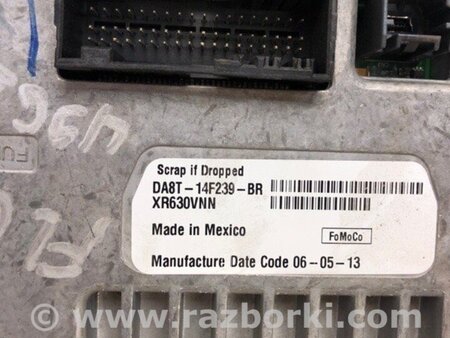 Scrap if Dropped
DA8T-14F239-BR
XR630VNN
Made in Mexico
FoMoCo
Manufacture Date Code 06-05-13
FU
www.razborki.com